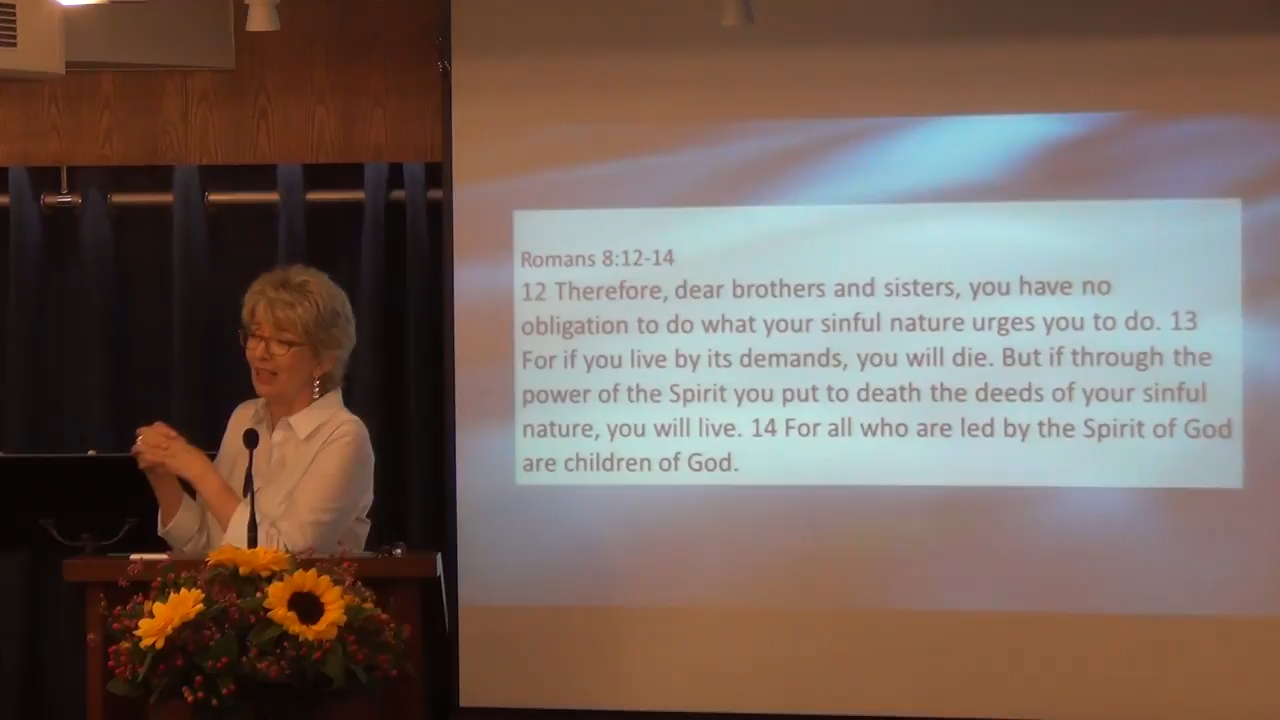 Romans 8:12-14
12 Therefore, dear brothers and sisters, you have no
obligation to do what your sinful nature urges you to do. 13
For if you live by its demands, you will die. But if through the
power of the Spirit you put to death the deeds of your sinful
nature, you will live. 14 For all who are led by the Spirit of God
are children of God.